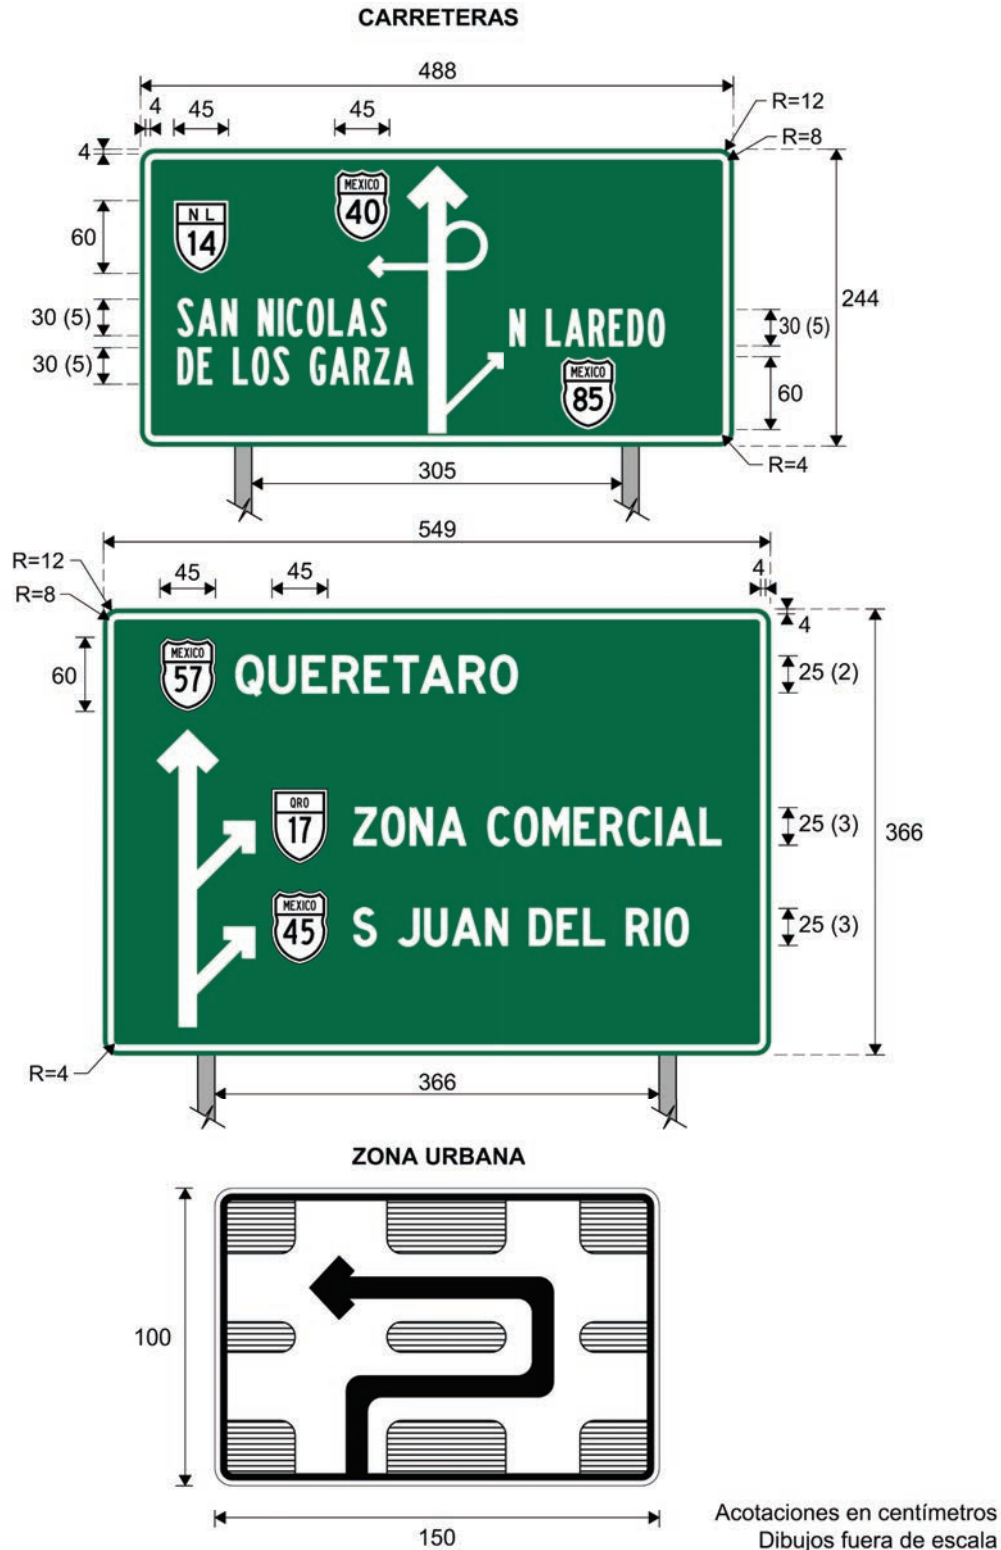 CARRETERAS
488
4 45 45
R=12
R=8
4
MEXICO
40
N L
14
60
244
SAN NICOLAS
DE LOS GARZA
N LAREDO
30 (5)
30 (5)
30 (5)
MEXICO
85
60
R=4
305
549
R=12
R=8
45 45 4
4
60
MEXICO
57
QUERETARO
25 (2)
QRO
17
ZONA COMERCIAL
25 (3)
366
MEXICO
45
S JUAN DEL RIO
25 (3)
R=4
366
ZONA URBANA
100
150
Acotaciones en centímetros
Dibujos fuera de escala